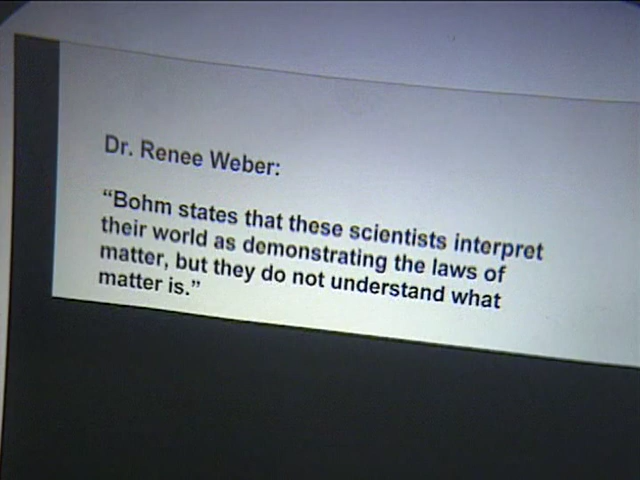 Dr. Renee Weber:
“Bohm states that these scientists interpret
their world as demonstrating the laws of
matter, but they do not understand what
matter is.”